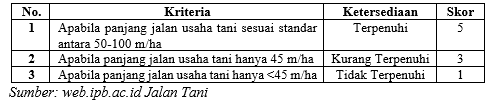 No. Kriteria Ketersediaan Skor
1 Apabila panjang jalan usaha tani sesuai standar Terpenuhi 5
antara 50-100 m/ha
2 Apabila panjang jalan usaha tani hanya 45 m/ha Kurang Terpenuhi 3
3 Apabila panjang jalan usaha tani hanya <45 m/ha Tidak Terpenuhi 1
Sumber: web.ipb.ac.id Jalan Tani